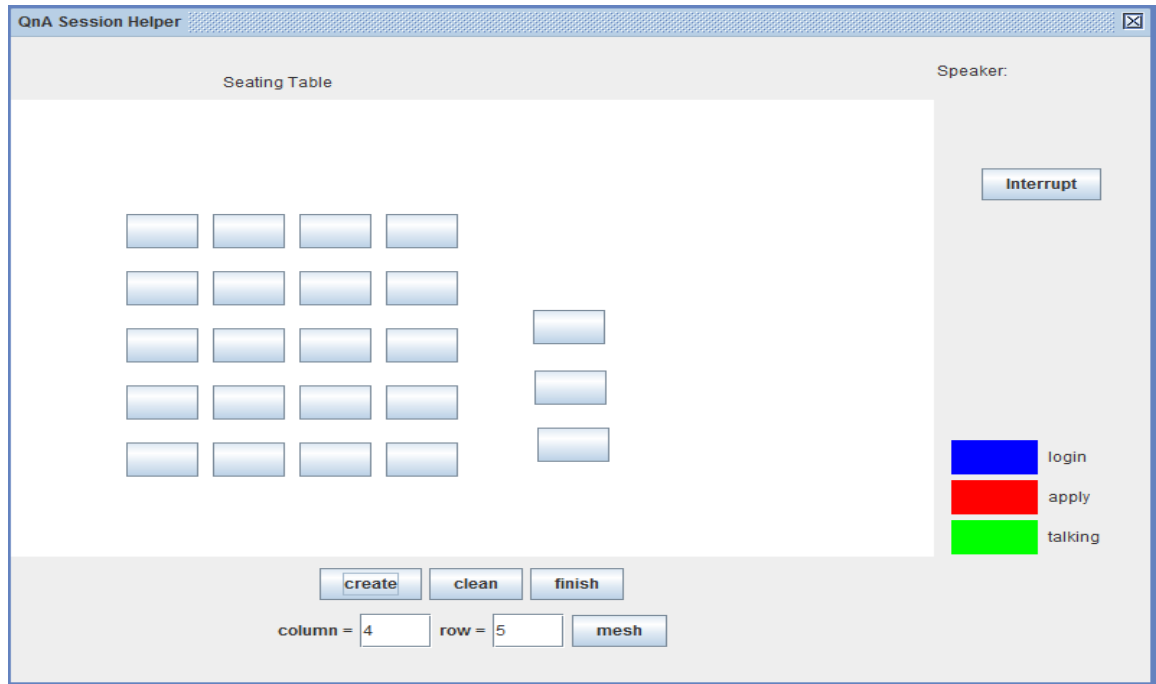 QnA Session Helper
Seating Table
Speaker:
Interrupt
login
apply
talking
create clean finish
column = 4 row = 5 mesh